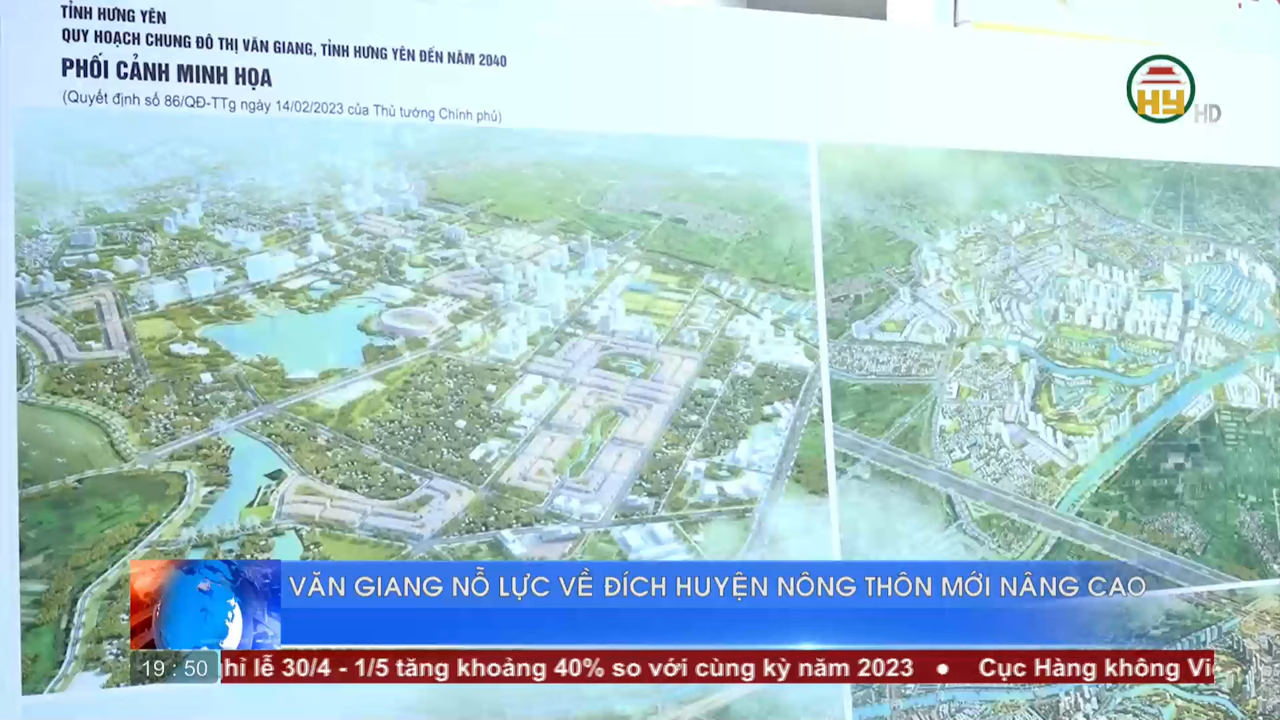 TỈNH HƯNG YÊN
QUY HOẠCH CHUNG ĐÔ THỊ VĂN GIANG, TỈNH HƯNG YÊN ĐẾN NĂM 2040
PHỐI CẢNH MINH HỌA
(Quyết định số 86/QĐ-TTg ngày 14/02/2023 của Thủ tướng Chính phủ)
HY HD
VĂN GIANG NỖ LỰC VỀ ĐÍCH HUYỆN NÔNG THÔN MỚI NÂNG CAO
19:50 hỉ lễ 30/4 - 1/5 tăng khoảng 40% so với cùng kỳ năm 2023 • Cục Hàng không Vi